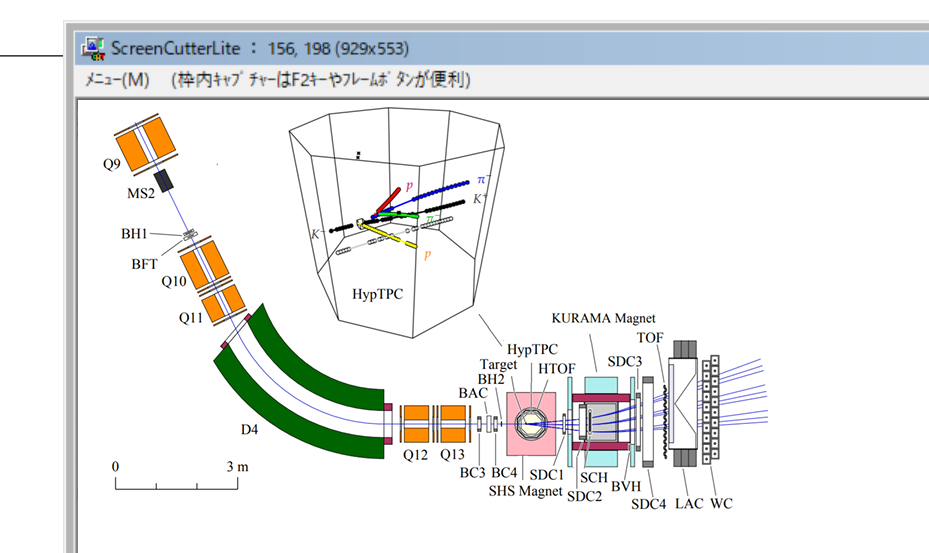 ScreenCutterLite : 156, 198 (929x553)
メニュー(M) (枠内キャプチャーはF2キーやフレームボタンが便利)
Q9
MS2
BH1
BFT
Q10
Q11
D4
0 3 m
p
π⁻
K⁺
π⁻
K⁻
p
HypTPC
KURAMA Magnet
TOF
HypTPC
SDC3
Target
HTOF
BH2
BAC
Q12 Q13
BC3 BC4 SDC1
SCH
BVH
SHS Magnet
SDC2
SDC4 LAC WC